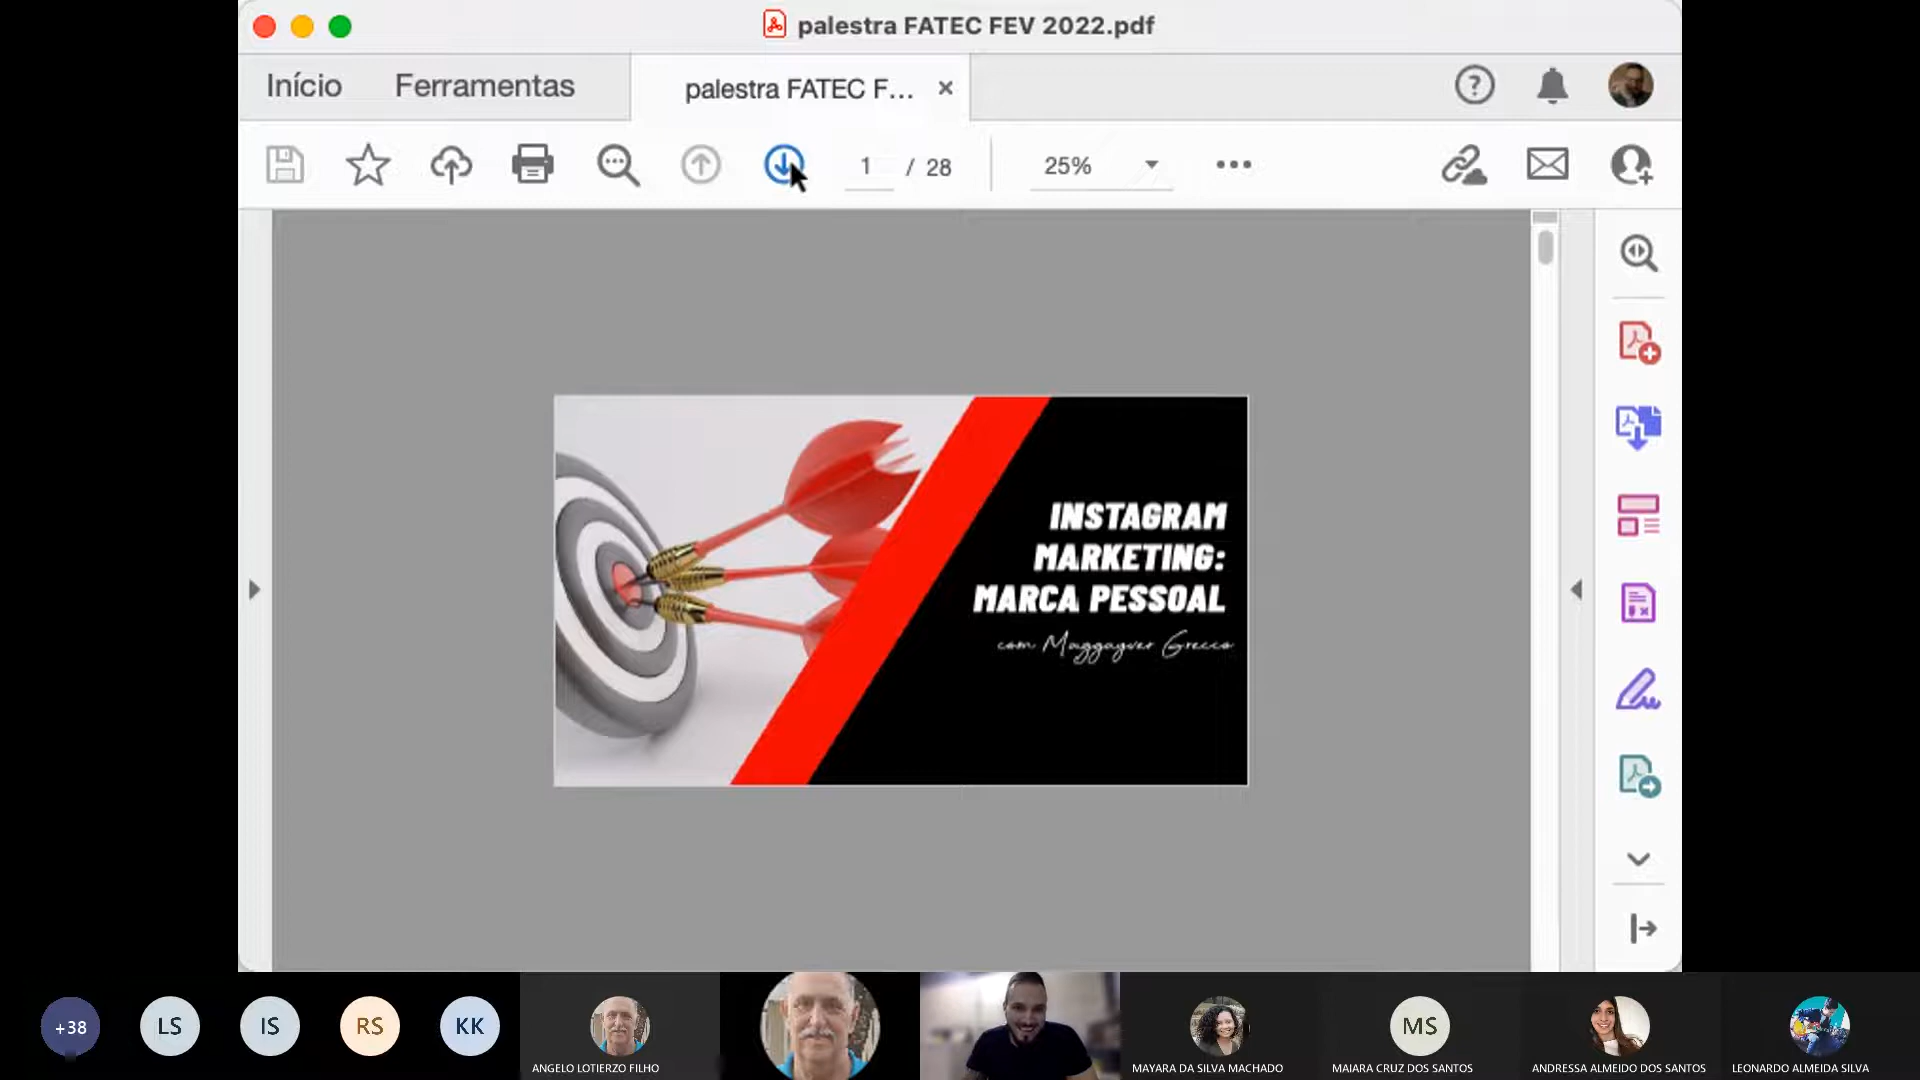 palestra FATEC FEV 2022.pdf
Início
Ferramentas
palestra FATEC F...
1 / 28
25%
INSTAGRAM
MARKETING:
MARCA PESSOAL
com Maggayver Grecco
+38
LS
IS
RS
KK
ANGELO LOTIERZO FILHO
MAYARA DA SILVA MACHADO
MS
MAIARA CRUZ DOS SANTOS
ANDRESSA ALMEIDO DOS SANTOS
LEONARDO ALMEIDA SILVA